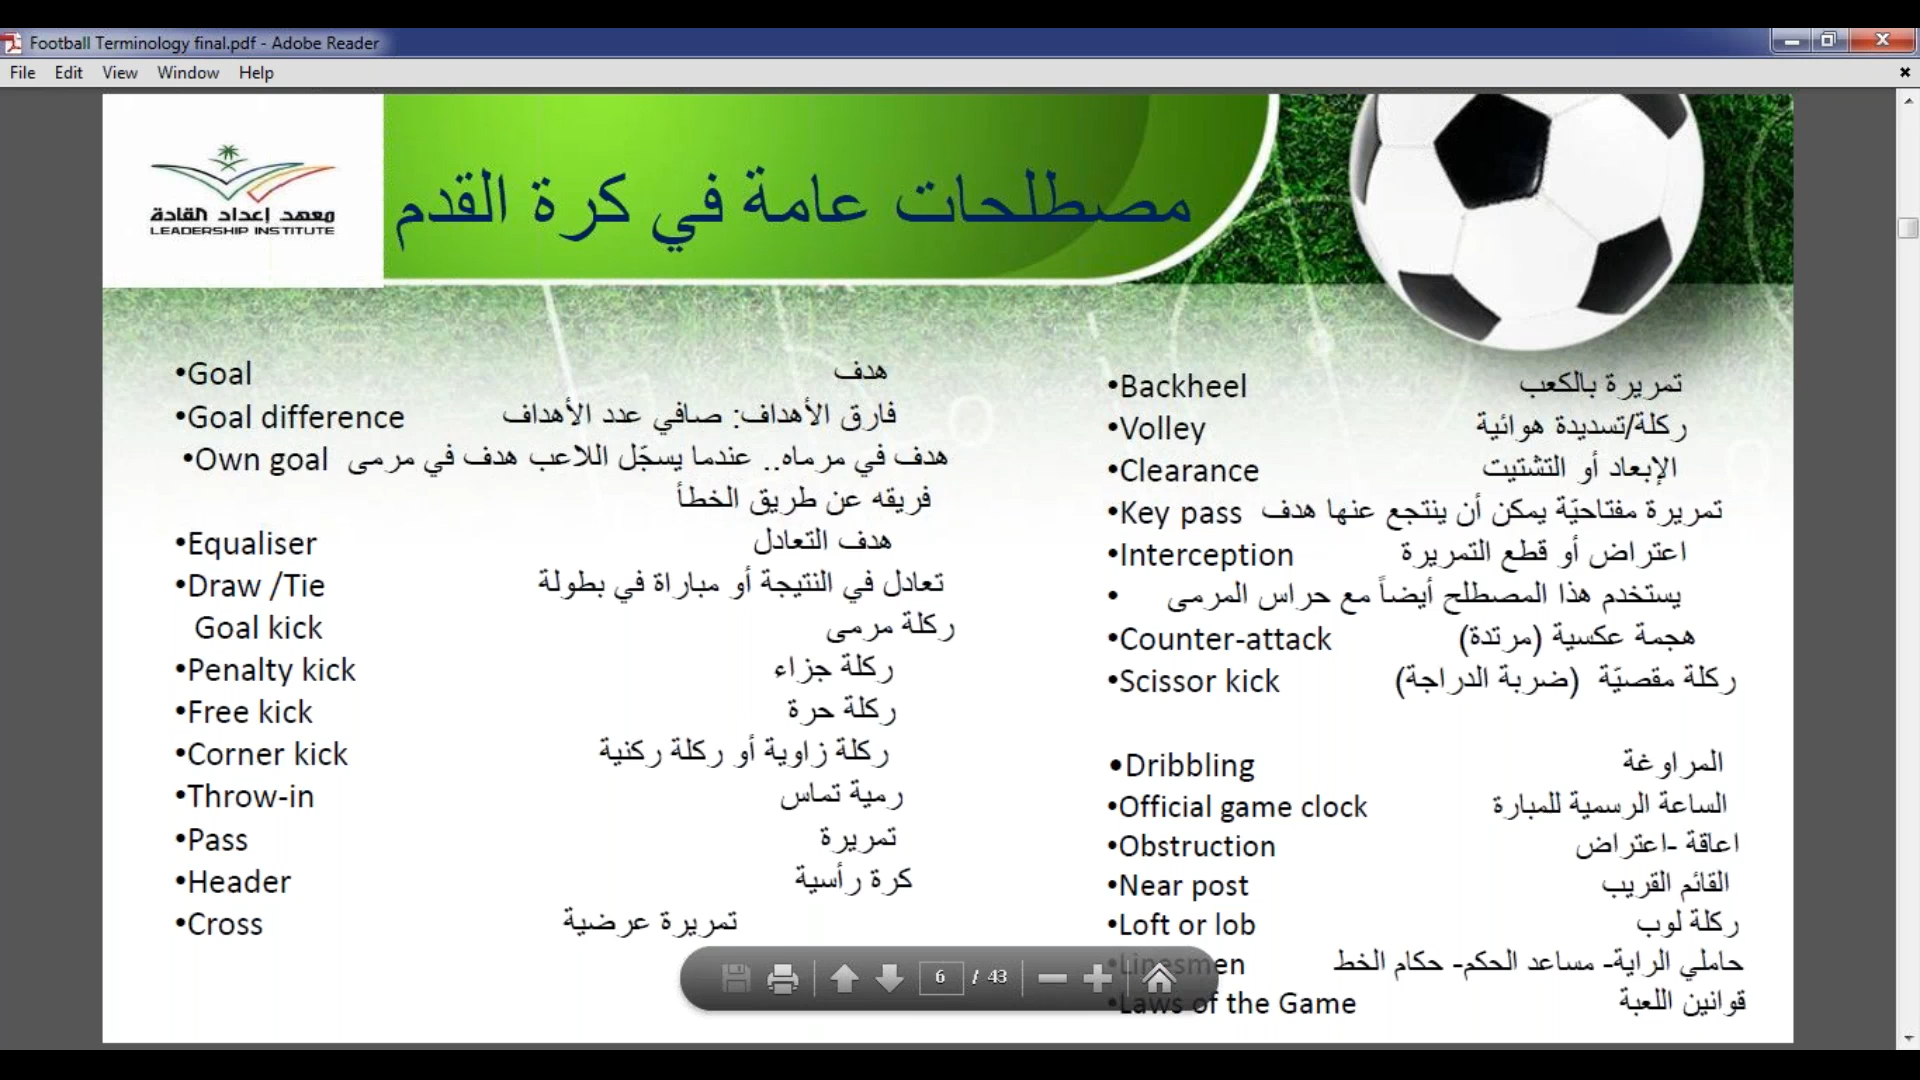 Football Terminology final.pdf - Adobe Reader
File Edit View Window Help
معهد إعداد القادة
LEADERSHIP INSTITUTE
مصطلحات عامة في كرة القدم
•Goal هدف
•Goal difference فارق الأهداف: صافي عدد الأهداف
•Own goal هدف في مرماه.. عندما يسجّل اللاعب هدف في مرمى
فريقه عن طريق الخطأ
•Equaliser هدف التعادل
•Draw /Tie تعادل في النتيجة أو مباراة في بطولة
Goal kick ركلة مرمى
•Penalty kick ركلة جزاء
•Free kick ركلة حرة
•Corner kick ركلة زاوية أو ركلة ركنية
•Throw-in رمية تماس
•Pass تمريرة
•Header كرة رأسية
•Cross تمريرة عرضية
•Backheel تمريرة بالكعب
•Volley ركلة/تسديدة هوائية
•Clearance الإبعاد أو التشتيت
•Key pass تمريرة مفتاحيّة يمكن أن ينتجع عنها هدف
•Interception اعتراض أو قطع التمريرة
• يستخدم هذا المصطلح أيضاً مع حراس المرمى
•Counter-attack هجمة عكسية (مرتدة)
•Scissor kick ركلة مقصيّة (ضربة الدراجة)
•Dribbling المراوغة
•Official game clock الساعة الرسمية للمبارة
•Obstruction اعاقة -اعتراض
•Near post القائم القريب
•Loft or lob ركلة لوب
•Linesmen حاملي الراية- مساعد الحكم- حكام الخط
•Laws of the Game قوانين اللعبة
6 / 43